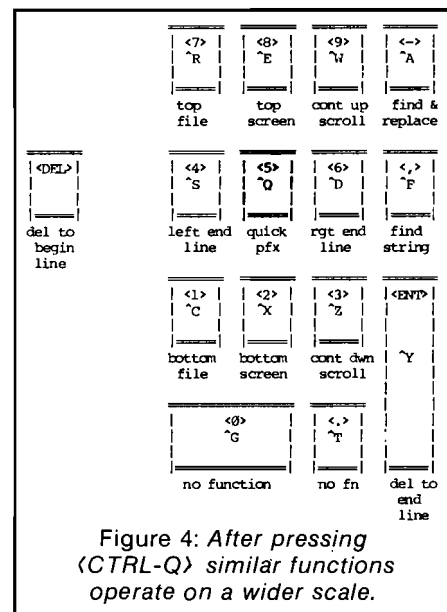 <7> <8> <9> <->
^R ^E ^W ^A
top top cont up find &
file screen scroll replace
<DEL> <4> <5> <6> <,>
^S ^Q ^D ^F
del to left end quick rgt end find
begin line pfx line string
line
<1> <2> <3> <ENT>
^C ^X ^Z
bottom bottom cont dwn
file screen scroll
^Y
<0> <.>
^G ^T
no function no fn del to
end
line
Figure 4: After pressing
⟨CTRL-Q⟩ similar functions
operate on a wider scale.